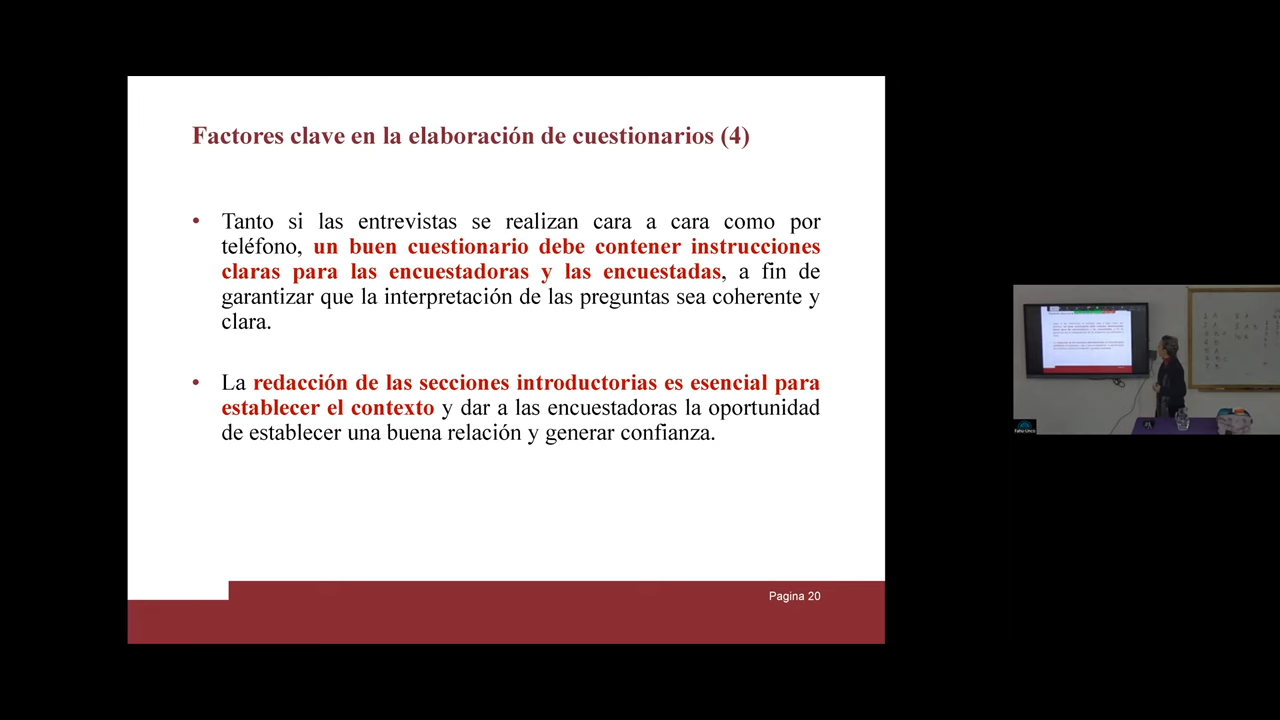 Factores clave en la elaboración de cuestionarios (4)
• Tanto si las entrevistas se realizan cara a cara como por
teléfono, un buen cuestionario debe contener instrucciones
claras para las encuestadoras y las encuestadas, a fin de
garantizar que la interpretación de las preguntas sea coherente y
clara.
• La redacción de las secciones introductorias es esencial para
establecer el contexto y dar a las encuestadoras la oportunidad
de establecer una buena relación y generar confianza.
Pagina 20